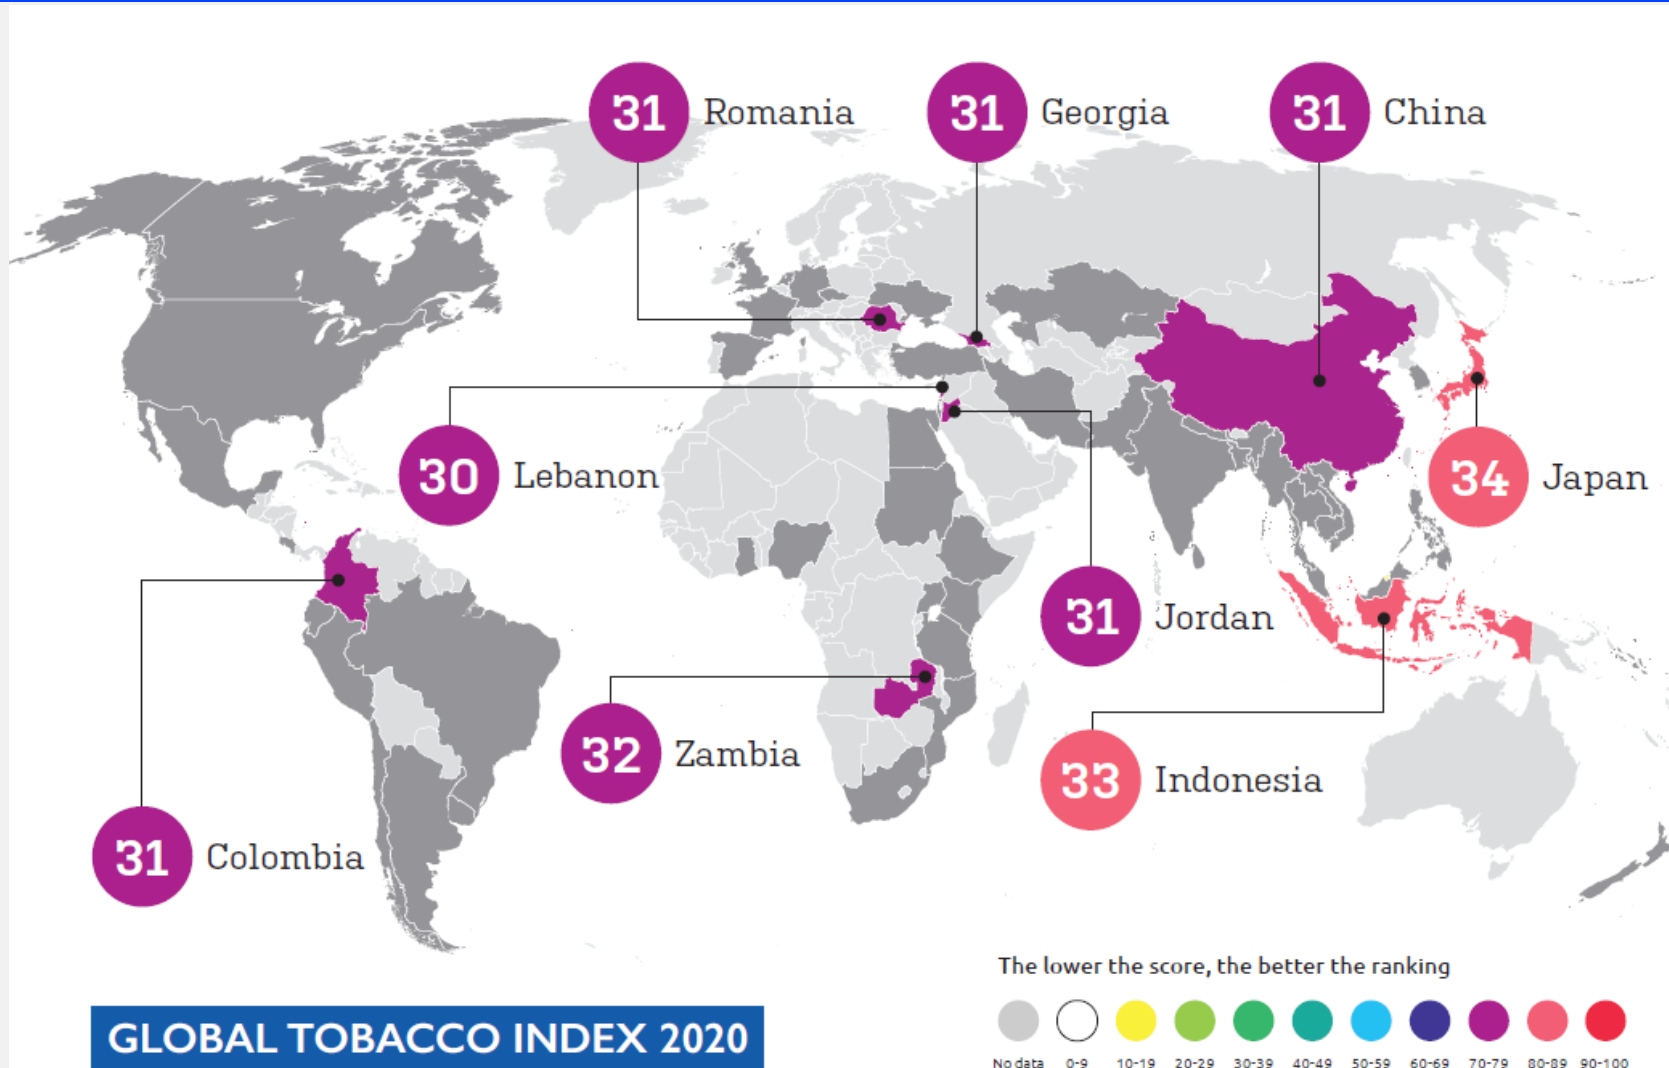 31 Romania
31 Georgia
31 China
30 Lebanon
34 Japan
31 Jordan
32 Zambia
33 Indonesia
31 Colombia
The lower the score, the better the ranking
No data 0-9 10-19 20-29 30-39 40-49 50-59 60-69 70-79 80-89 90-100
GLOBAL TOBACCO INDEX 2020